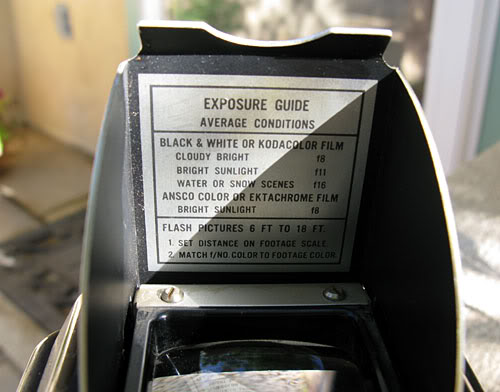 EXPOSURE GUIDE
AVERAGE CONDITIONS
BLACK & WHITE OR KODACOLOR FILM
CLOUDY BRIGHT f8
BRIGHT SUNLIGHT f11
WATER OR SNOW SCENES f16
ANSCO COLOR OR EKTACHROME FILM
BRIGHT SUNLIGHT f8
FLASH PICTURES 6 FT TO 18 FT.
1. SET DISTANCE ON FOOTAGE SCALE.
2. MATCH f/NO. COLOR TO FOOTAGE COLOR.